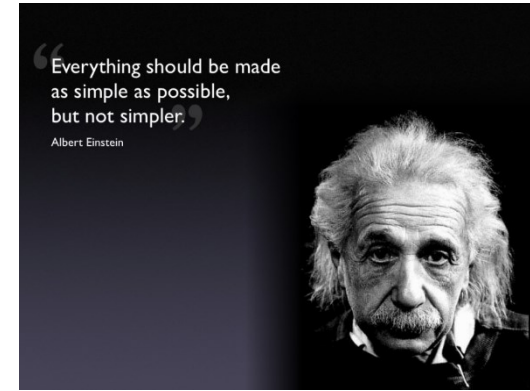 “Everything should be made
as simple as possible,
but not simpler.”
Albert Einstein